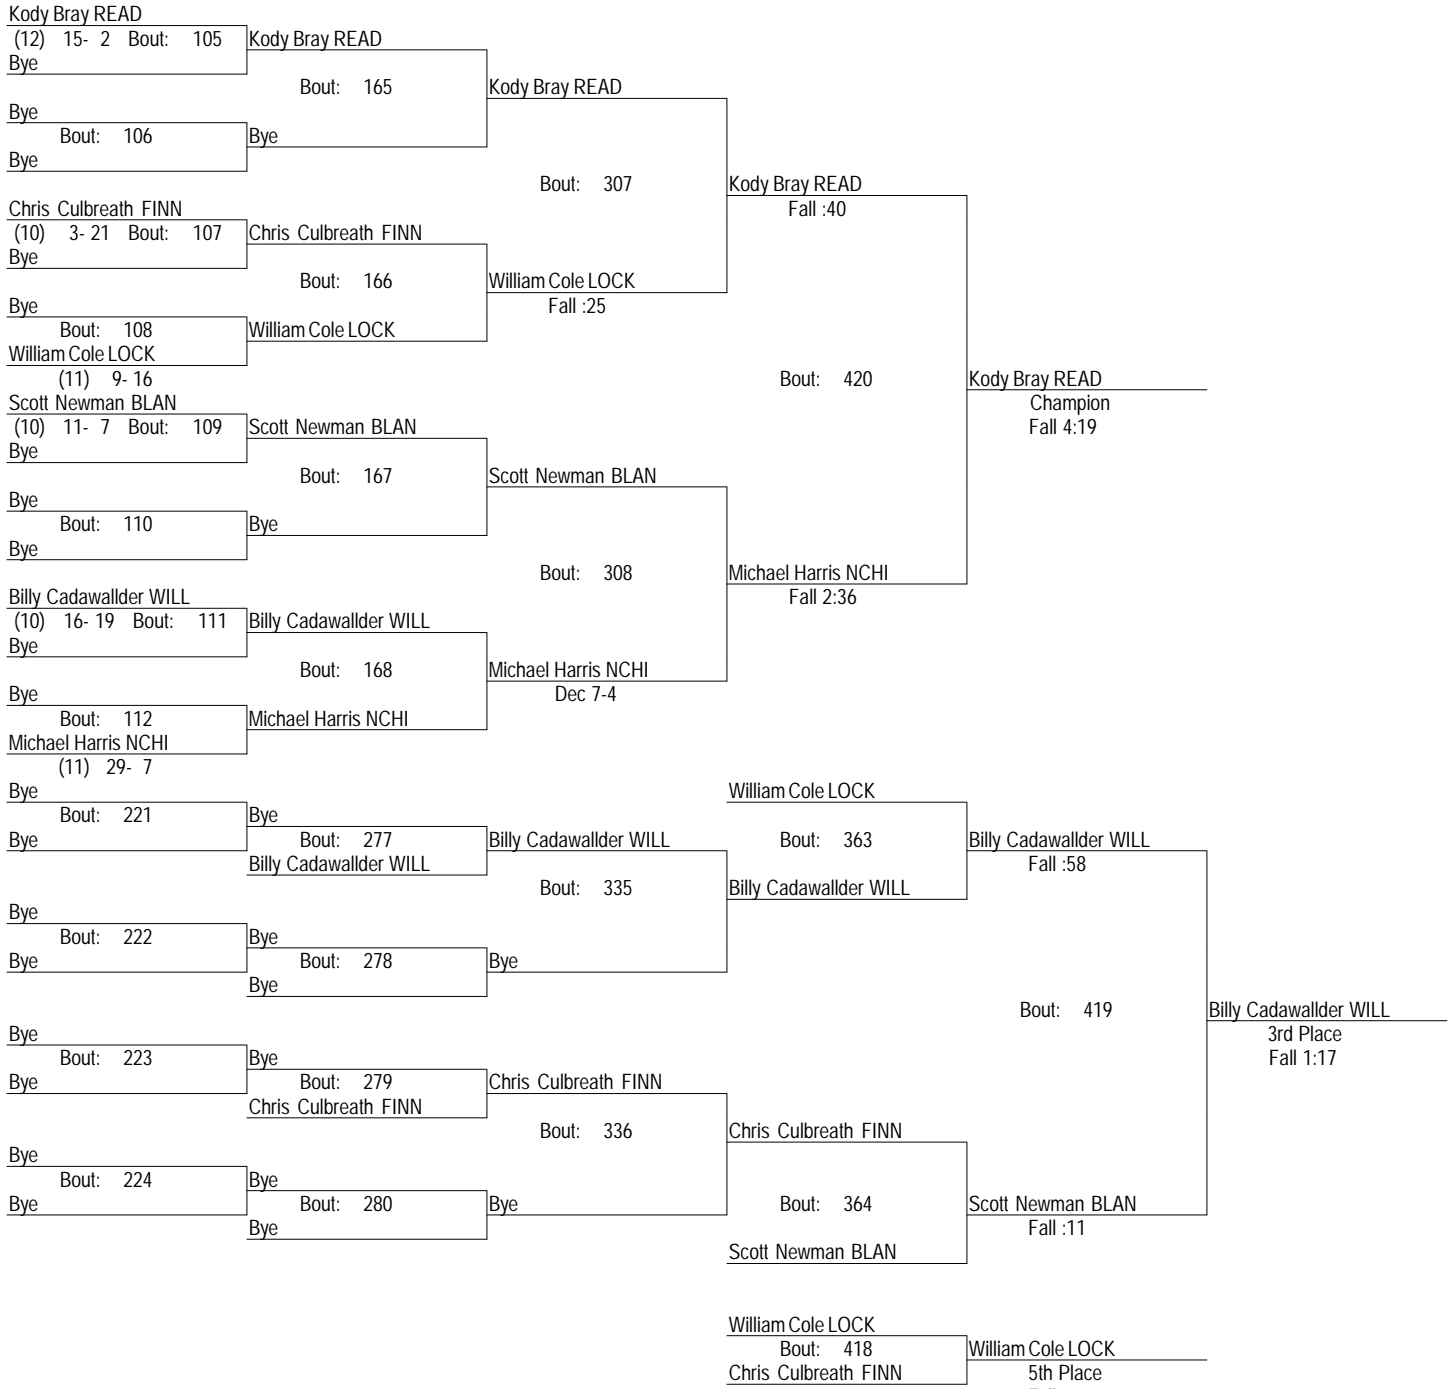 Kody Bray READ
(12) 15- 2 Bout: 105 Kody Bray READ
Bye
Bout: 165 Kody Bray READ
Bye
Bout: 106 Bye
Bye
Bout: 307 Kody Bray READ
Fall :40
Chris Culbreath FINN
(10) 3- 21 Bout: 107 Chris Culbreath FINN
Bye
Bout: 166 William Cole LOCK
Fall :25
Bye
Bout: 108 William Cole LOCK
William Cole LOCK
(11) 9- 16
Bout: 420 Kody Bray READ
Champion
Fall 4:19
Scott Newman BLAN
(10) 11- 7 Bout: 109 Scott Newman BLAN
Bye
Bout: 167 Scott Newman BLAN
Bye
Bout: 110 Bye
Bye
Bout: 308 Michael Harris NCHI
Fall 2:36
Billy Cadawallder WILL
(10) 16- 19 Bout: 111 Billy Cadawallder WILL
Bye
Bout: 168 Michael Harris NCHI
Dec 7-4
Bye
Bout: 112 Michael Harris NCHI
Michael Harris NCHI
(11) 29- 7
Bye William Cole LOCK
Bout: 221 Bye
Bye Bout: 277 Billy Cadawallder WILL Bout: 363 Billy Cadawallder WILL
Billy Cadawallder WILL Fall :58
Bout: 335 Billy Cadawallder WILL
Bye
Bout: 222 Bye
Bye Bout: 278 Bye
Bye
Bout: 419 Billy Cadawallder WILL
3rd Place
Fall 1:17
Bye
Bout: 223 Bye
Bye Bout: 279 Chris Culbreath FINN
Chris Culbreath FINN
Bout: 336 Chris Culbreath FINN
Bye
Bout: 224 Bye
Bye Bout: 280 Bye Bout: 364 Scott Newman BLAN
Bye Fall :11
Scott Newman BLAN
William Cole LOCK
Bout: 418 William Cole LOCK
Chris Culbreath FINN 5th Place